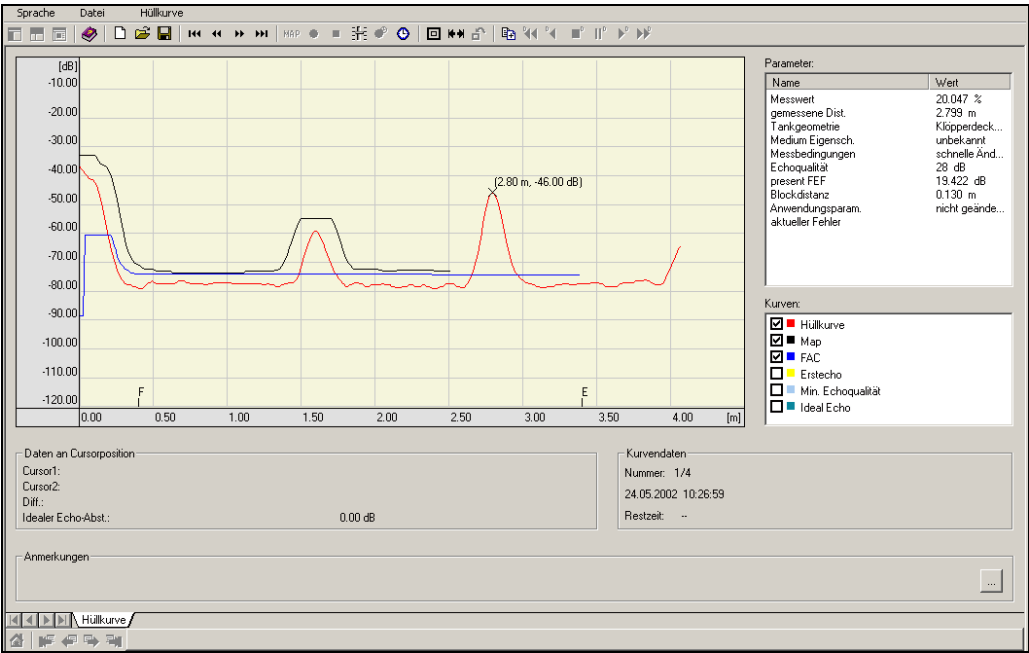 Sprache Datei Hüllkurve
MAP
[dB]
-10.00
-20.00
-30.00
-40.00
-50.00
-60.00
-70.00
-80.00
-90.00
-100.00
-110.00
-120.00
(2.80 m, -46.00 dB)
F E
0.00 0.50 1.00 1.50 2.00 2.50 3.00 3.50 4.00 [m]
Parameter:
Name Wert
Messwert 20.047 %
gemessene Dist. 2.799 m
Tankgeometrie Klöpperdeck...
Medium Eigensch. unbekannt
Messbedingungen schnelle Änd...
Echoqualität 28 dB
present FEF 19.422 dB
Blockdistanz 0.130 m
Anwendungsparam. nicht geände...
aktueller Fehler
Kurven:
Hüllkurve
Map
FAC
Erstecho
Min. Echoqualität
Ideal Echo
Daten an Cursorposition
Cursor1:
Cursor2:
Diff.:
Idealer Echo-Abst.: 0.00 dB
Kurvendaten
Nummer: 1/4
24.05.2002 10:26:59
Restzeit: --
Anmerkungen
...
Hüllkurve